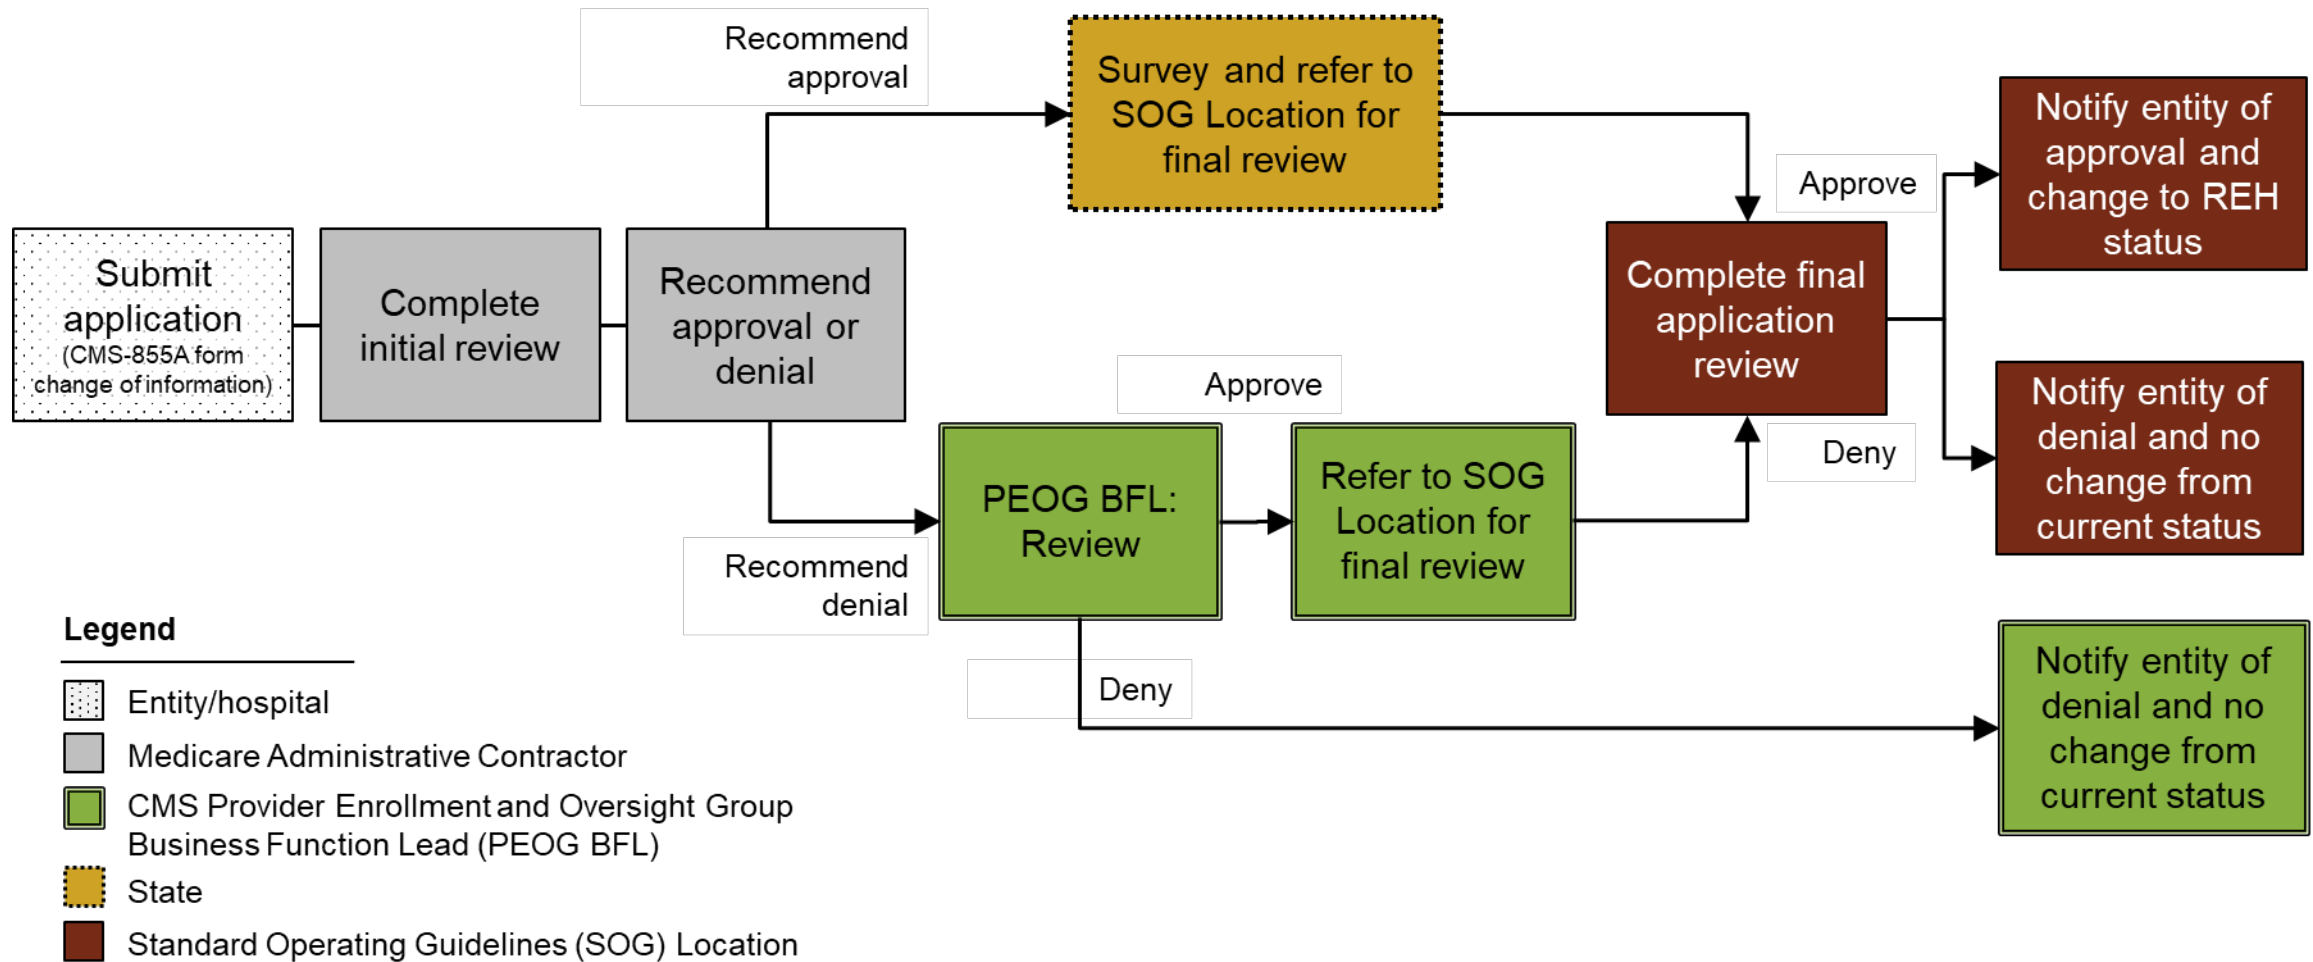 Recommend
approval
Survey and refer to
SOG Location for
final review
Notify entity of
approval and
change to REH
status
Approve
Submit
application
(CMS-855A form
change of information)
Complete
initial review
Recommend
approval or
denial
Complete final
application
review
Approve
Deny
Notify entity of
denial and no
change from
current status
PEOG BFL:
Review
Refer to SOG
Location for
final review
Recommend
denial
Deny
Notify entity of
denial and no
change from
current status
Legend
Entity/hospital
Medicare Administrative Contractor
CMS Provider Enrollment and Oversight Group
Business Function Lead (PEOG BFL)
State
Standard Operating Guidelines (SOG) Location